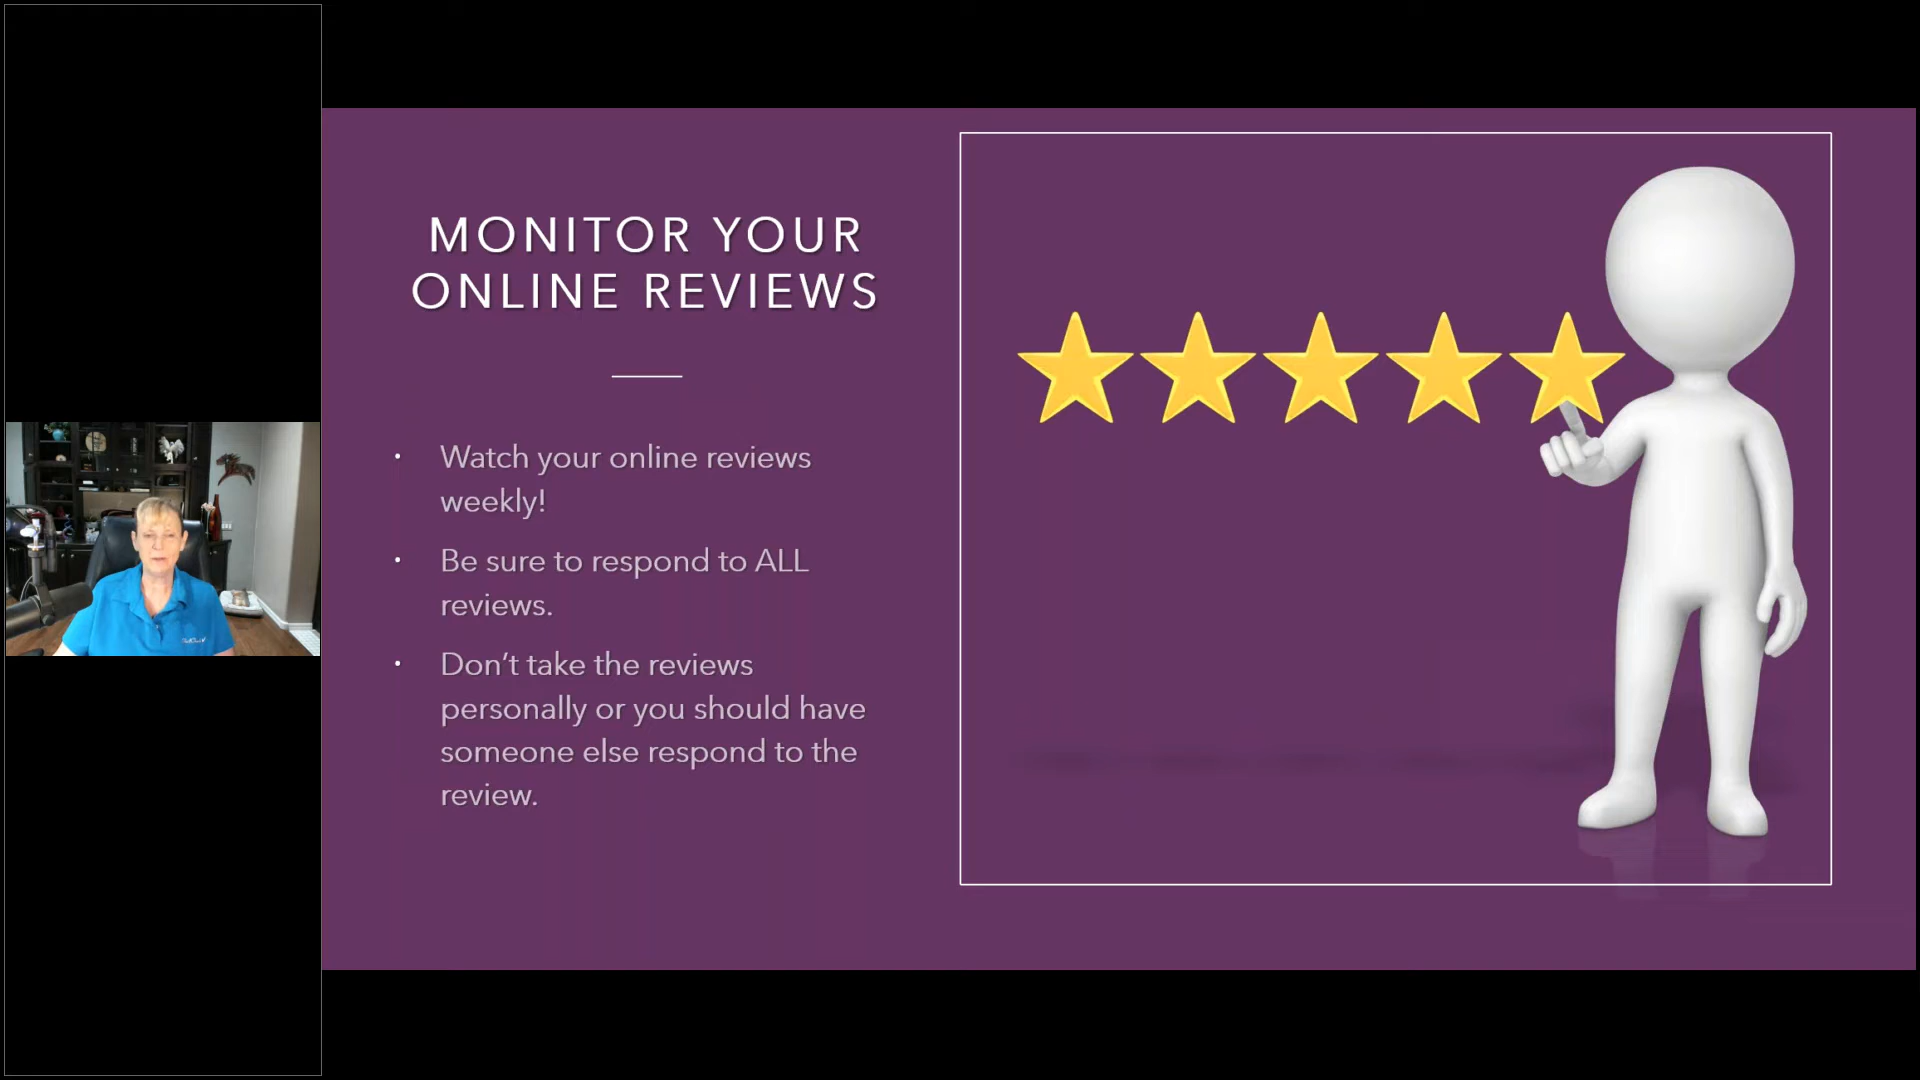 MONITOR YOUR
ONLINE REVIEWS
Watch your online reviews
weekly!
Be sure to respond to ALL
reviews.
Don’t take the reviews
personally or you should have
someone else respond to the
review.